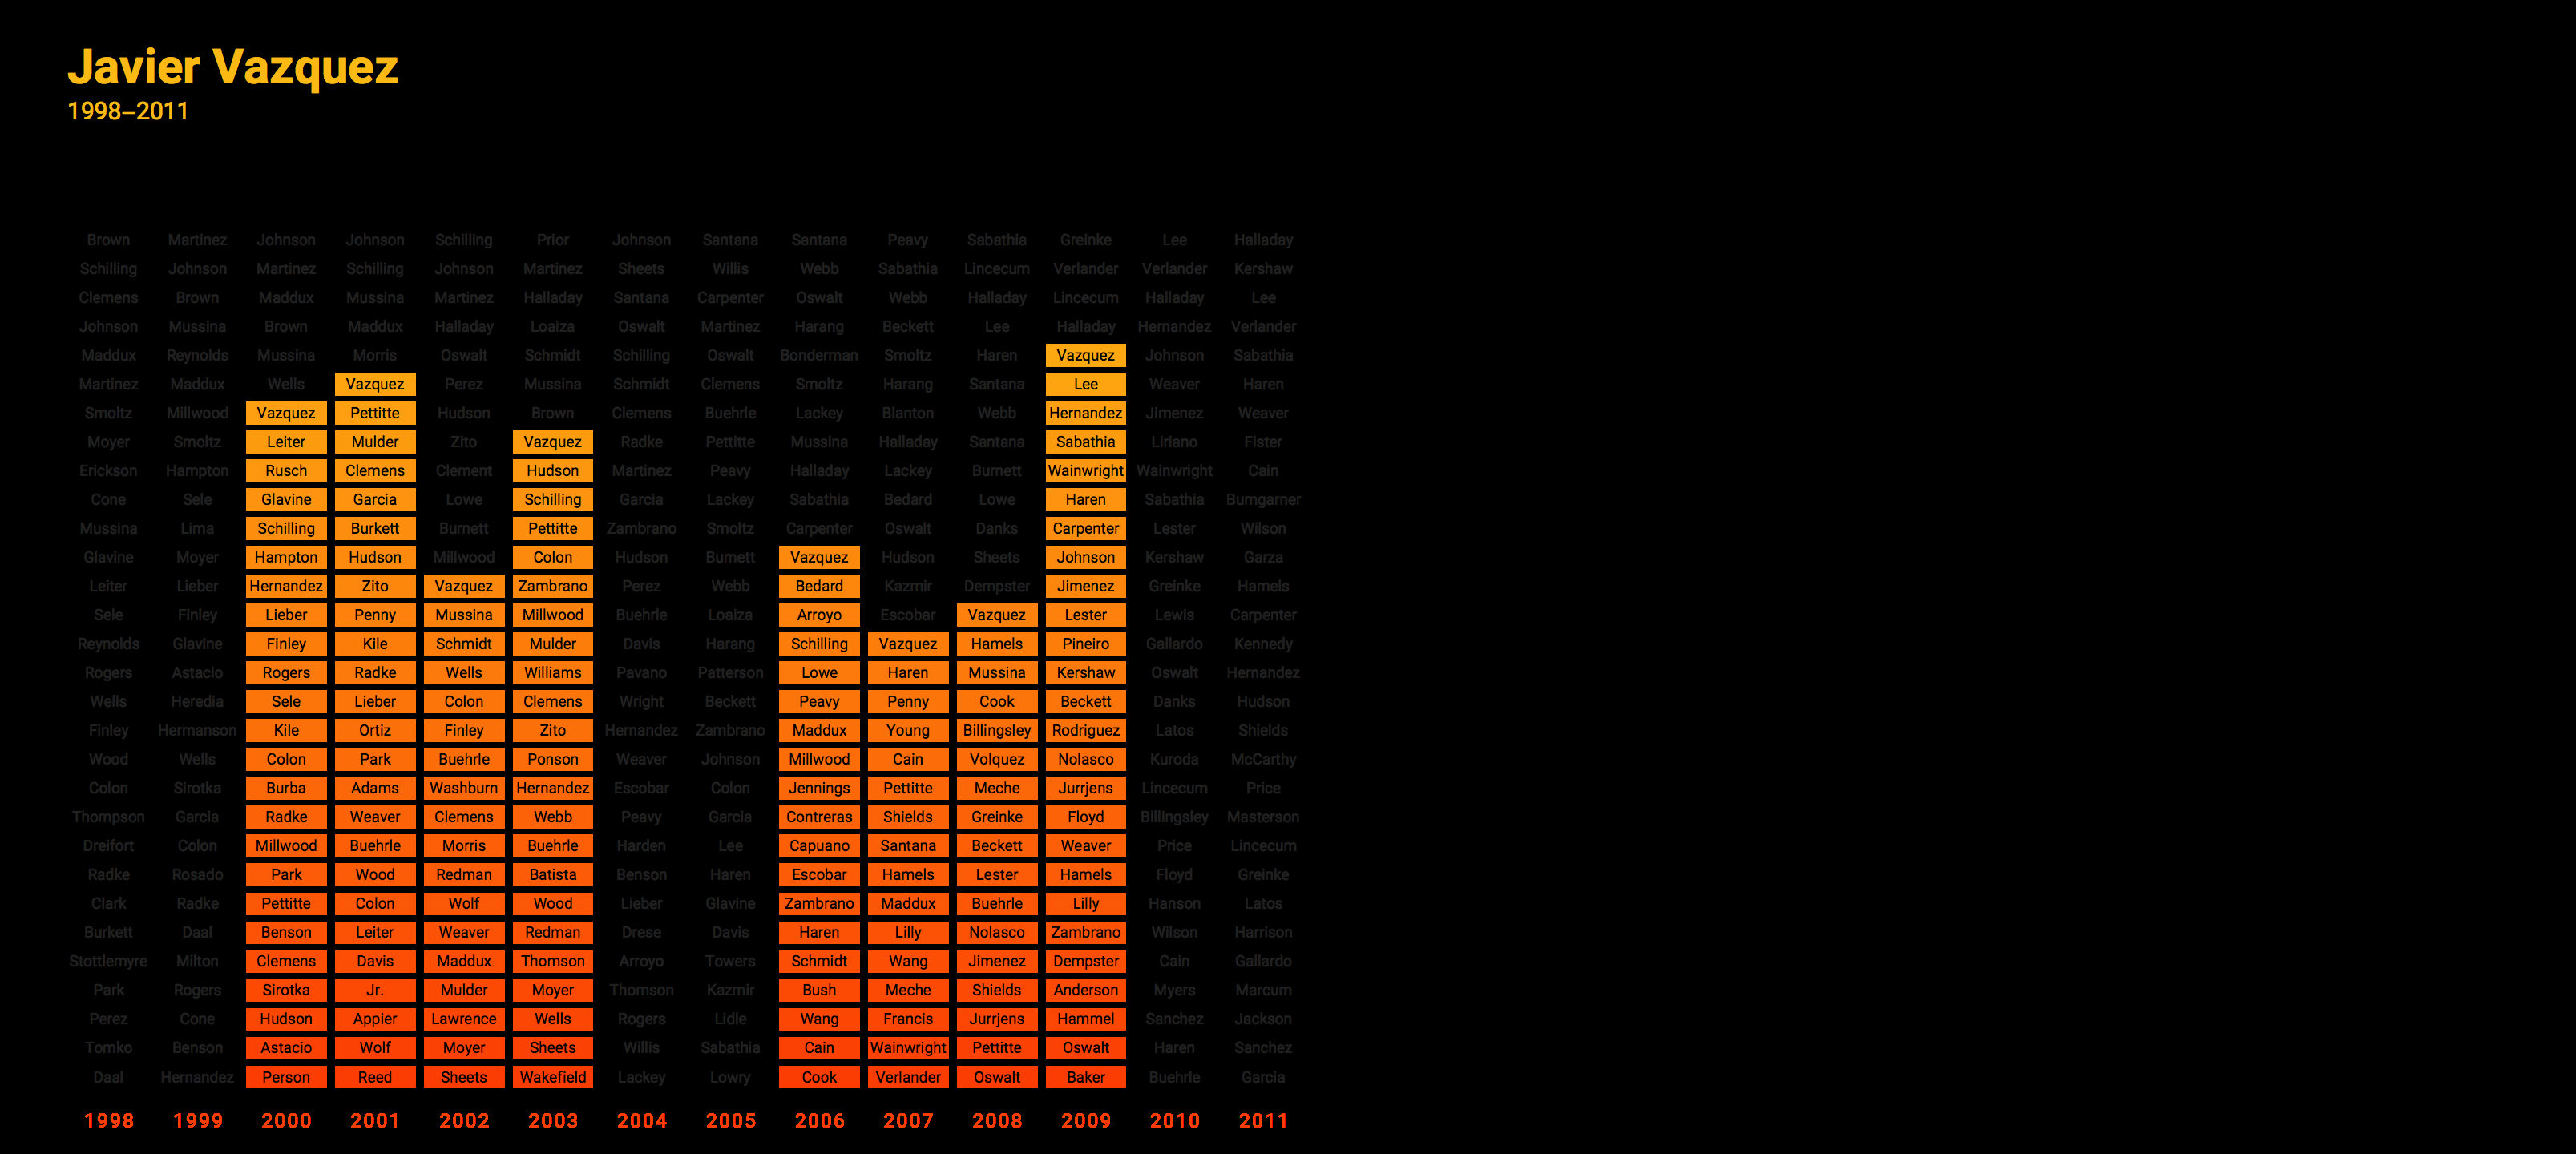 Javier Vazquez
1998–2011
Brown Martinez Johnson Johnson Schilling Prior Johnson Santana Santana Peavy Sabathia Greinke Lee Halladay
Schilling Johnson Martinez Schilling Johnson Martinez Sheets Willis Webb Sabathia Lincecum Verlander Verlander Kershaw
Clemens Brown Maddux Mussina Martinez Halladay Santana Carpenter Oswalt Webb Halladay Lincecum Halladay Lee
Johnson Mussina Brown Maddux Halladay Loaiza Oswalt Martinez Harang Beckett Lee Halladay Hernandez Verlander
Maddux Reynolds Mussina Morris Oswalt Schmidt Schilling Oswalt Bonderman Smoltz Haren Vazquez Johnson Sabathia
Martinez Maddux Wells Vazquez Perez Mussina Schmidt Clemens Smoltz Harang Santana Lee Weaver Haren
Smoltz Millwood Vazquez Pettitte Hudson Brown Clemens Buehrle Lackey Blanton Webb Hernandez Jimenez Weaver
Moyer Smoltz Leiter Mulder Zito Vazquez Radke Pettitte Mussina Halladay Santana Sabathia Liriano Fister
Erickson Hampton Rusch Clemens Clement Hudson Martinez Peavy Halladay Lackey Burnett Wainwright Wainwright Cain
Cone Sele Glavine Garcia Lowe Schilling Garcia Lackey Sabathia Bedard Lowe Haren Sabathia Bumgarner
Mussina Lima Schilling Burkett Burnett Pettitte Zambrano Smoltz Carpenter Oswalt Danks Carpenter Lester Wilson
Glavine Moyer Hampton Hudson Millwood Colon Hudson Burnett Vazquez Hudson Sheets Johnson Kershaw Garza
Leiter Lieber Hernandez Zito Vazquez Zambrano Perez Webb Bedard Kazmir Dempster Jimenez Greinke Hamels
Sele Finley Lieber Penny Mussina Millwood Buehrle Loaiza Arroyo Escobar Vazquez Lester Lewis Carpenter
Reynolds Glavine Finley Kile Schmidt Mulder Davis Harang Schilling Vazquez Hamels Pineiro Gallardo Kennedy
Rogers Astacio Rogers Radke Wells Williams Pavano Patterson Lowe Haren Mussina Kershaw Oswalt Hernandez
Wells Heredia Sele Lieber Colon Clemens Wright Beckett Peavy Penny Cook Beckett Danks Hudson
Finley Hermanson Kile Ortiz Finley Zito Hernandez Zambrano Maddux Young Billingsley Rodriguez Latos Shields
Wood Wells Colon Park Buehrle Ponson Weaver Johnson Millwood Cain Volquez Nolasco Kuroda McCarthy
Colon Sirotka Burba Adams Washburn Hernandez Escobar Colon Jennings Pettitte Meche Jurrjens Lincecum Price
Thompson Garcia Radke Weaver Clemens Webb Peavy Garcia Contreras Shields Greinke Floyd Billingsley Masterson
Dreifort Colon Millwood Buehrle Morris Buehrle Harden Lee Capuano Santana Beckett Weaver Price Lincecum
Radke Rosado Park Wood Redman Batista Benson Haren Escobar Hamels Lester Hamels Floyd Greinke
Clark Radke Pettitte Colon Wolf Wood Lieber Glavine Zambrano Maddux Buehrle Lilly Hanson Latos
Burkett Daal Benson Leiter Weaver Redman Drese Davis Haren Lilly Nolasco Zambrano Wilson Harrison
Stottlemyre Milton Clemens Davis Maddux Thomson Arroyo Towers Schmidt Wang Jimenez Dempster Cain Gallardo
Park Rogers Sirotka Jr. Mulder Moyer Thomson Kazmir Bush Meche Shields Anderson Myers Marcum
Perez Cone Hudson Appier Lawrence Wells Rogers Lidle Wang Francis Jurrjens Hammel Sanchez Jackson
Tomko Benson Astacio Wolf Moyer Sheets Willis Sabathia Cain Wainwright Pettitte Oswalt Haren Sanchez
Daal Hernandez Person Reed Sheets Wakefield Lackey Lowry Cook Verlander Oswalt Baker Buehrle Garcia
1998 1999 2000 2001 2002 2003 2004 2005 2006 2007 2008 2009 2010 2011